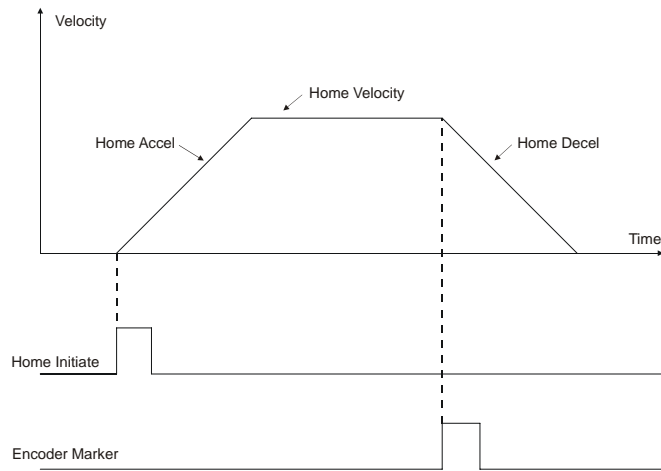 Velocity
Home Velocity
Home Accel
Home Decel
Time
Home Initiate
Encoder Marker